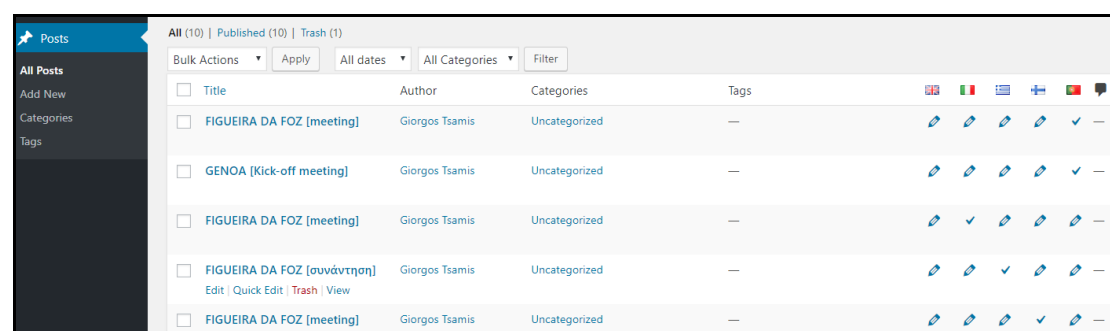 Posts
All Posts
Add New
Categories
Tags
All (10) | Published (10) | Trash (1)
Bulk Actions Apply All dates All Categories Filter
Title Author Categories Tags
FIGUEIRA DA FOZ [meeting] Giorgos Tsamis Uncategorized — —
GENOA [Kick-off meeting] Giorgos Tsamis Uncategorized — —
FIGUEIRA DA FOZ [meeting] Giorgos Tsamis Uncategorized — —
FIGUEIRA DA FOZ [συνάντηση] Giorgos Tsamis Uncategorized — —
Edit | Quick Edit | Trash | View
FIGUEIRA DA FOZ [meeting] Giorgos Tsamis Uncategorized — —